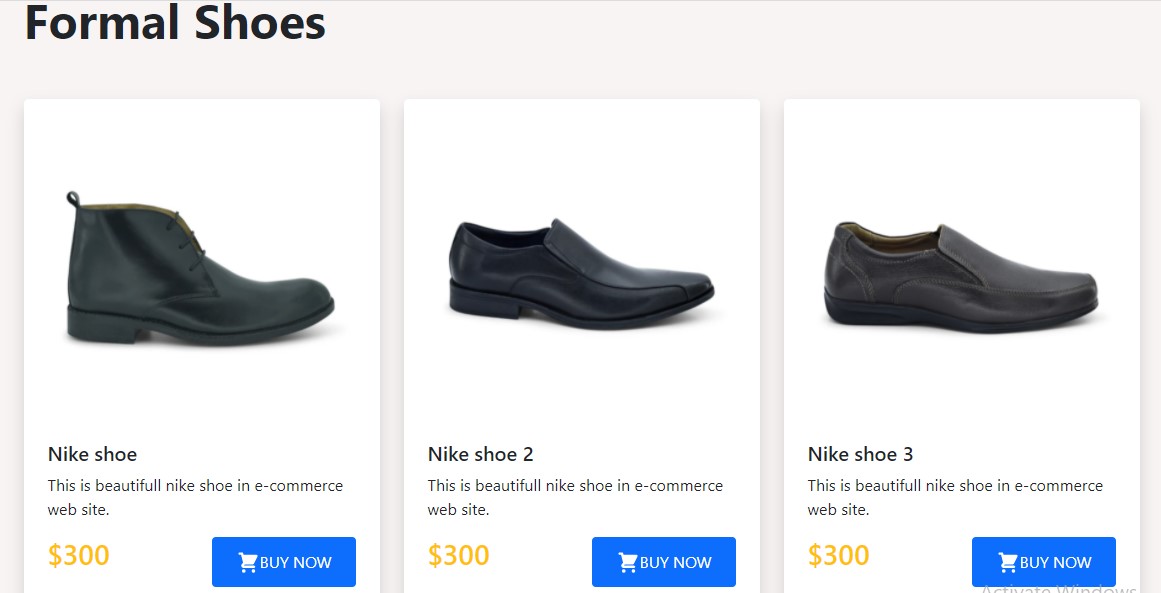 Formal Shoes
Nike shoe
This is beautifull nike shoe in e-commerce
web site.
$300
BUY NOW
Nike shoe 2
This is beautifull nike shoe in e-commerce
web site.
$300
BUY NOW
Nike shoe 3
This is beautifull nike shoe in e-commerce
web site.
$300
BUY NOW
Activate Windows